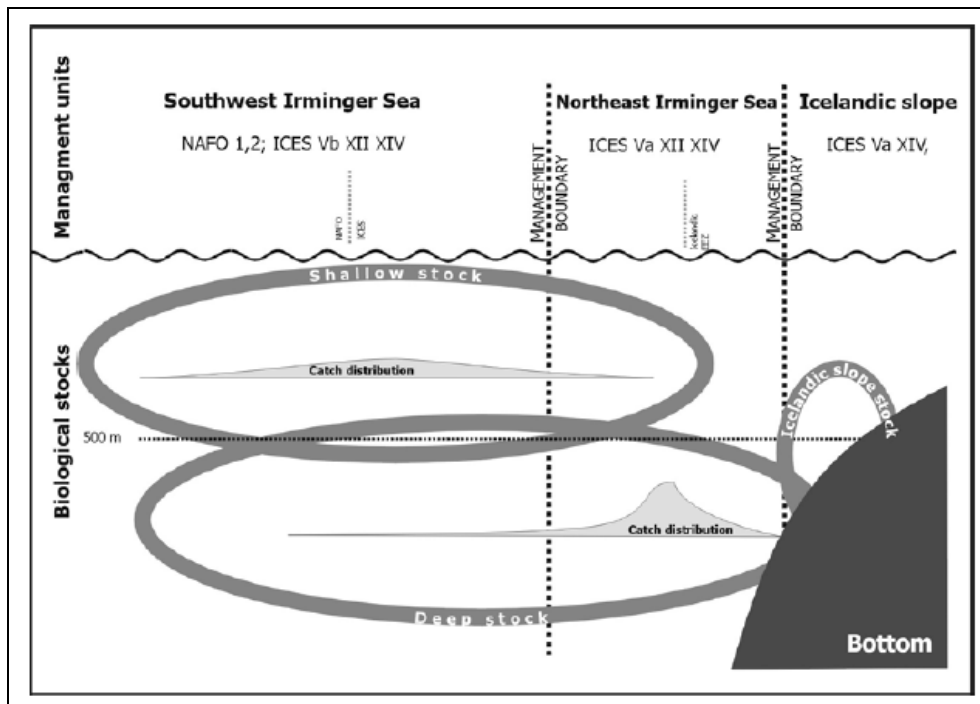 Managment units
Southwest Irminger Sea
NAFO 1,2; ICES Vb XII XIV
NAFO
ICES
MANAGEMENT
BOUNDARY
Northeast Irminger Sea
ICES Va XII XIV
Icelandic
EEZ
MANAGEMENT
BOUNDARY
Icelandic slope
ICES Va XIV,
Biological stocks
Shallow stock
Catch distribution
500 m
Icelandic slope stock
Catch distribution
Deep stock
Bottom